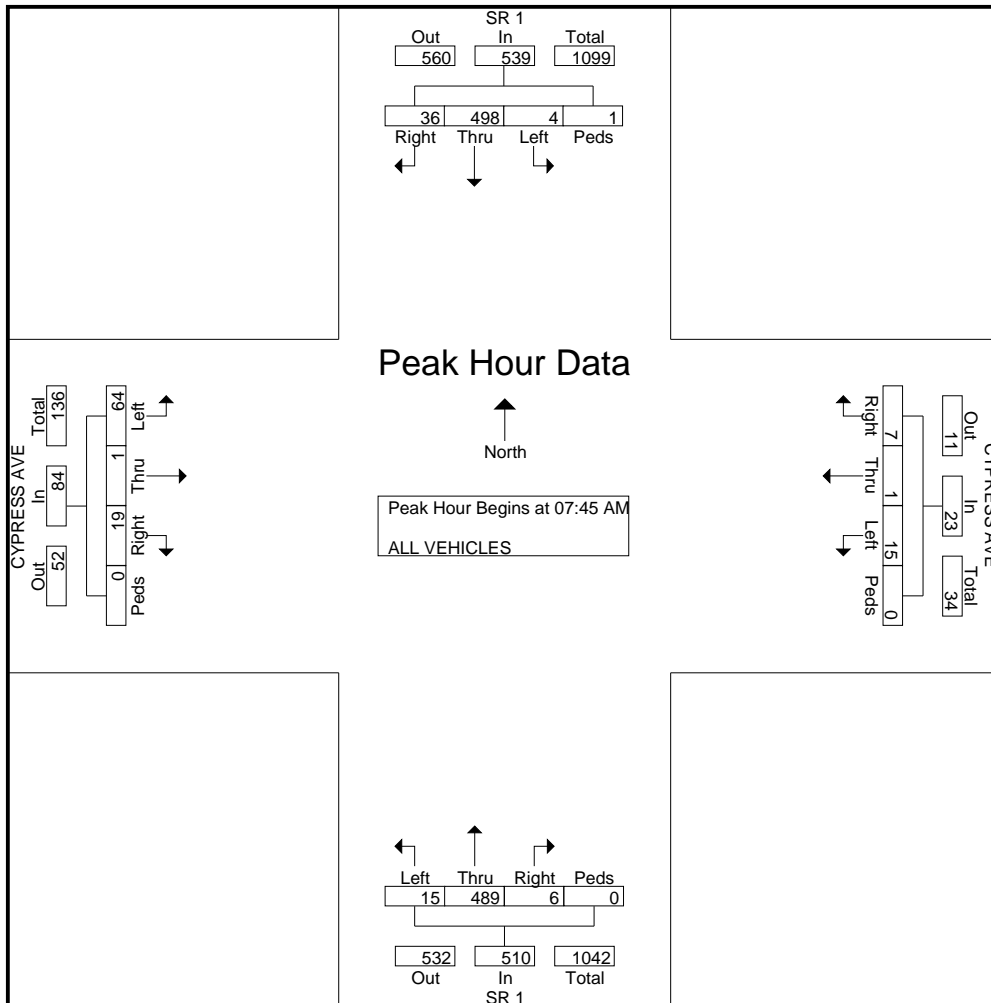 SR 1
Out In Total
560 539 1099
36 498 4 1
Right Thru Left Peds
Peak Hour Data
North
Peak Hour Begins at 07:45 AM
ALL VEHICLES
CYPRESS AVE
Total In Out
136 84 52
64 1 19 0
Left Thru Right Peds
CYPRESS AVE
Out In Total
11 23 34
7 1 15 0
Right Thru Left Peds
Left Thru Right Peds
15 489 6 0
532 510 1042
Out In Total
SR 1